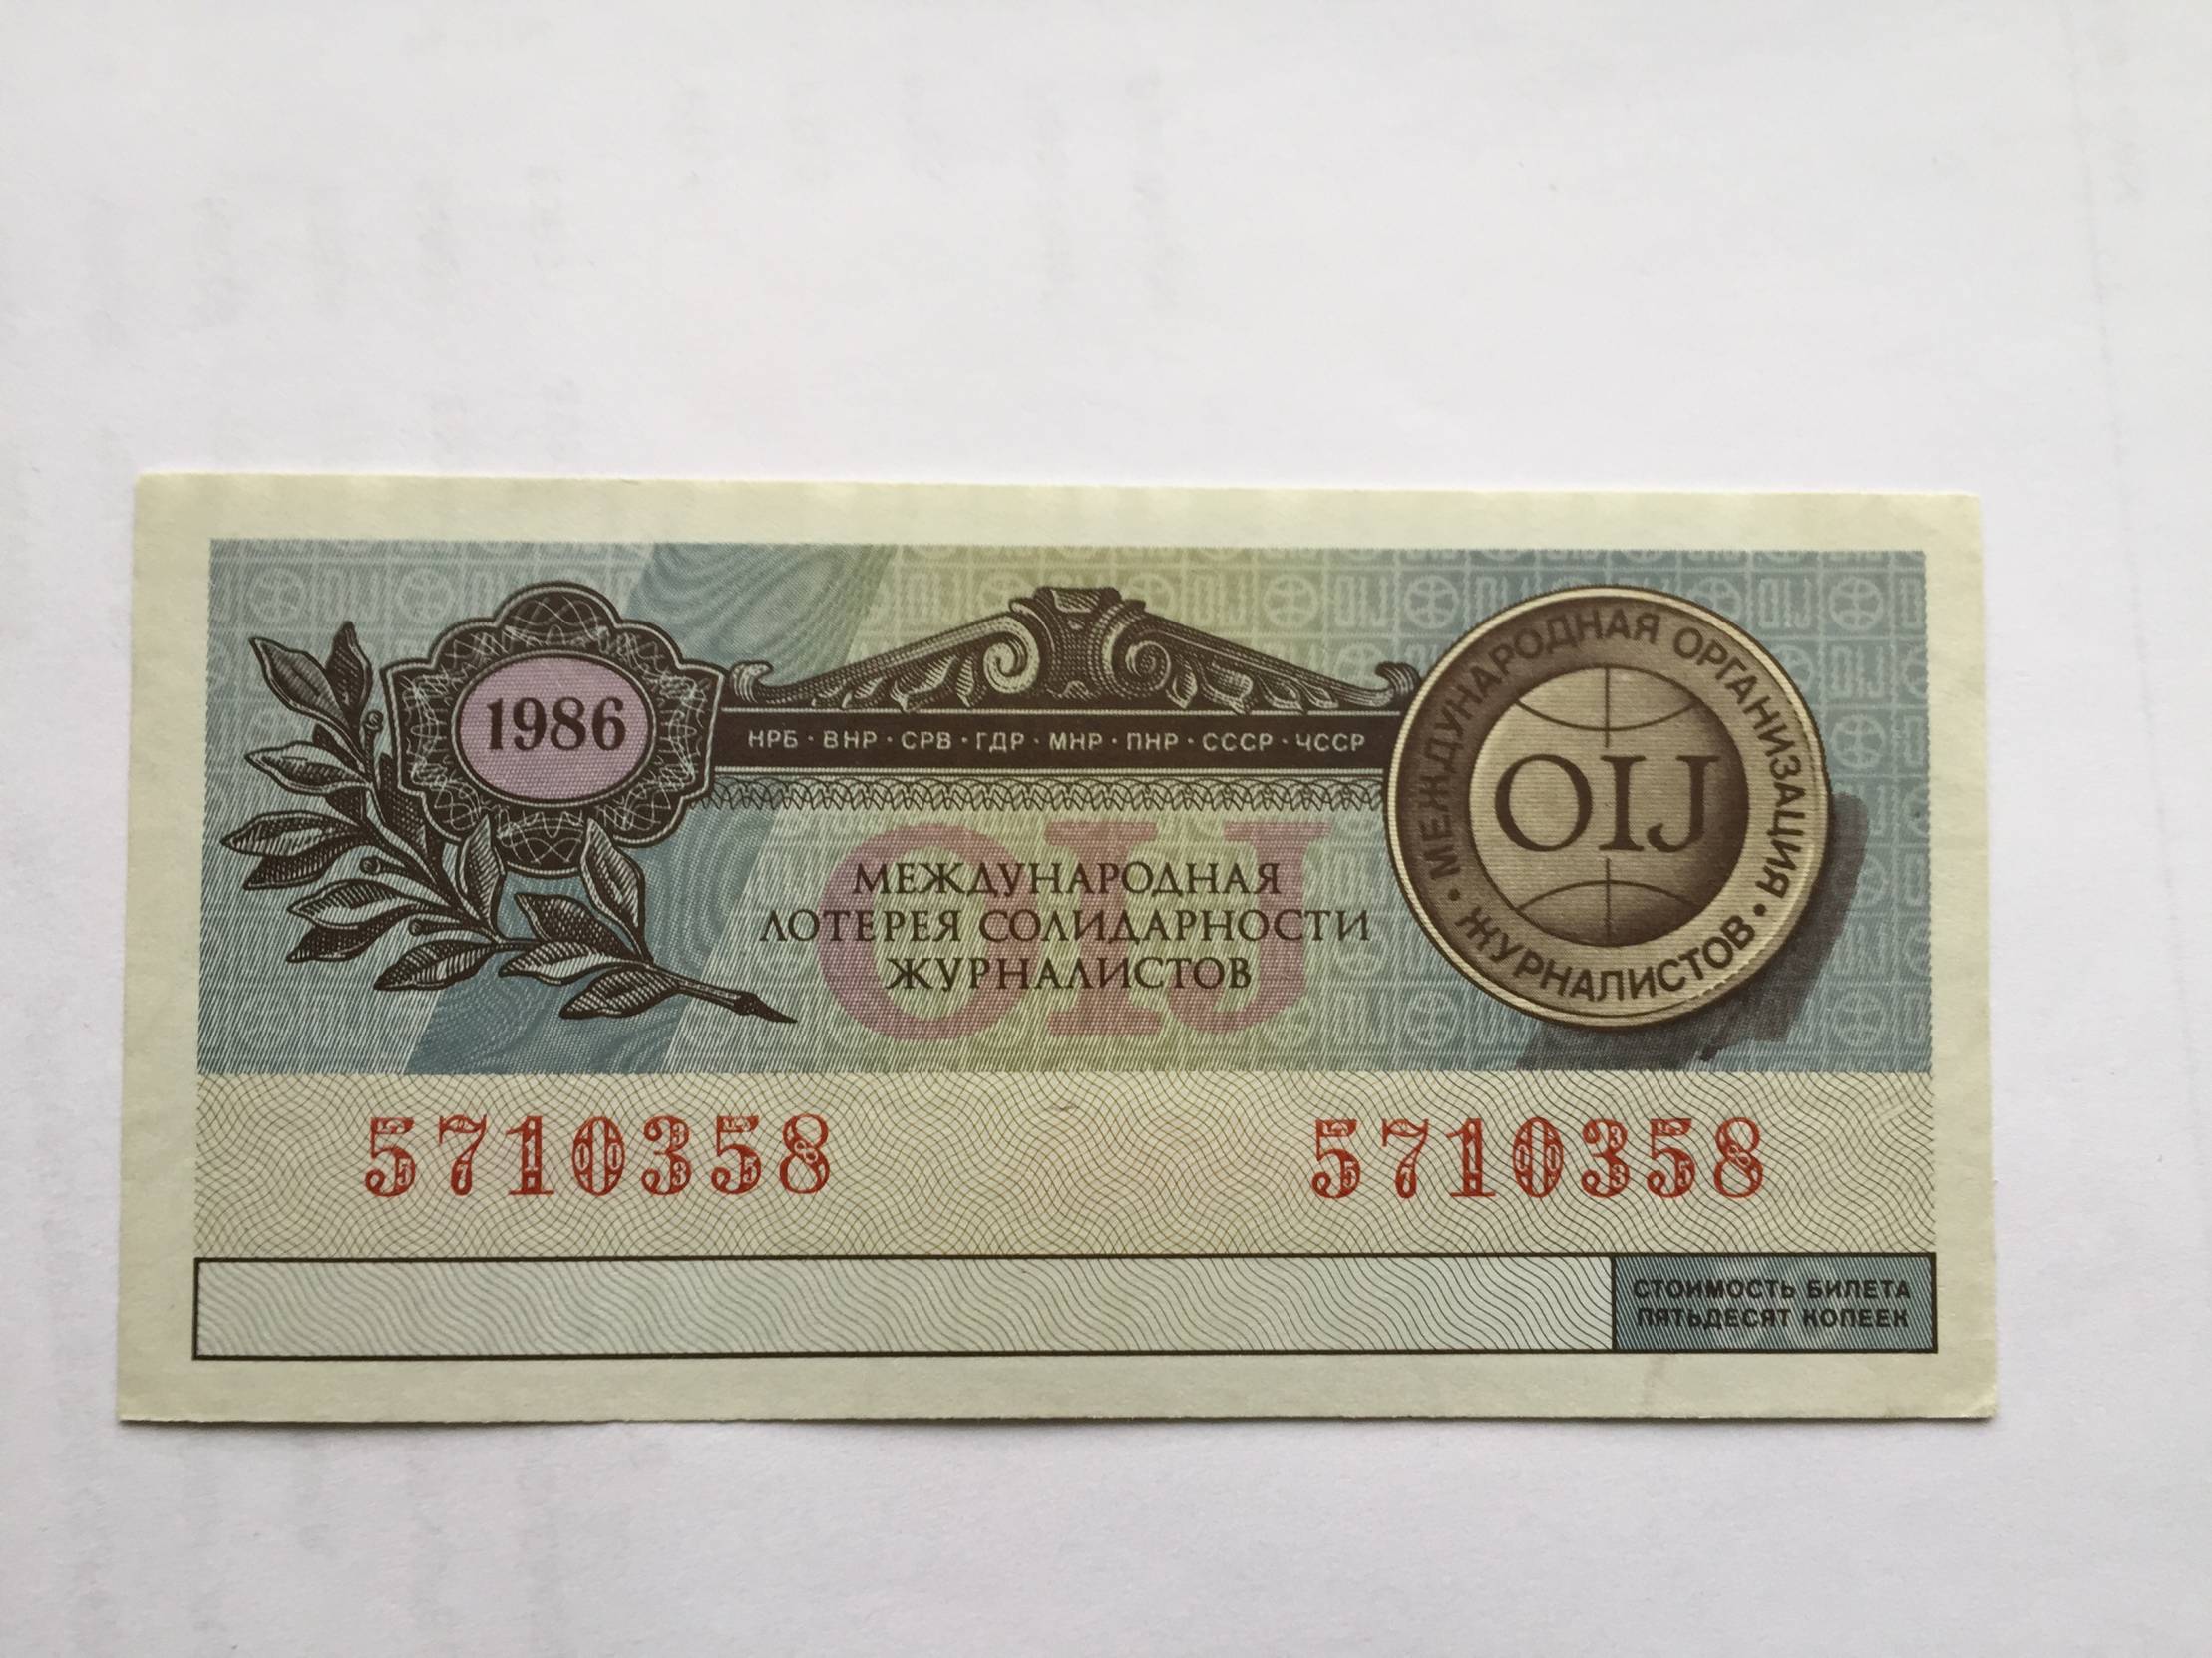 1986
НРБ · ВНР · СРВ · ГДР · МНР · ПНР · СССР · ЧССР
МЕЖДУНАРОДНАЯ ОРГАНИЗАЦИЯ • ЖУРНАЛИСТОВ •
OIJ
OIJ
МЕЖДУНАРОДНАЯ
ЛОТЕРЕЯ СОЛИДАРНОСТИ
ЖУРНАЛИСТОВ
5710358 5710358
СТОИМОСТЬ БИЛЕТА
ПЯТЬДЕСЯТ КОПЕЕК